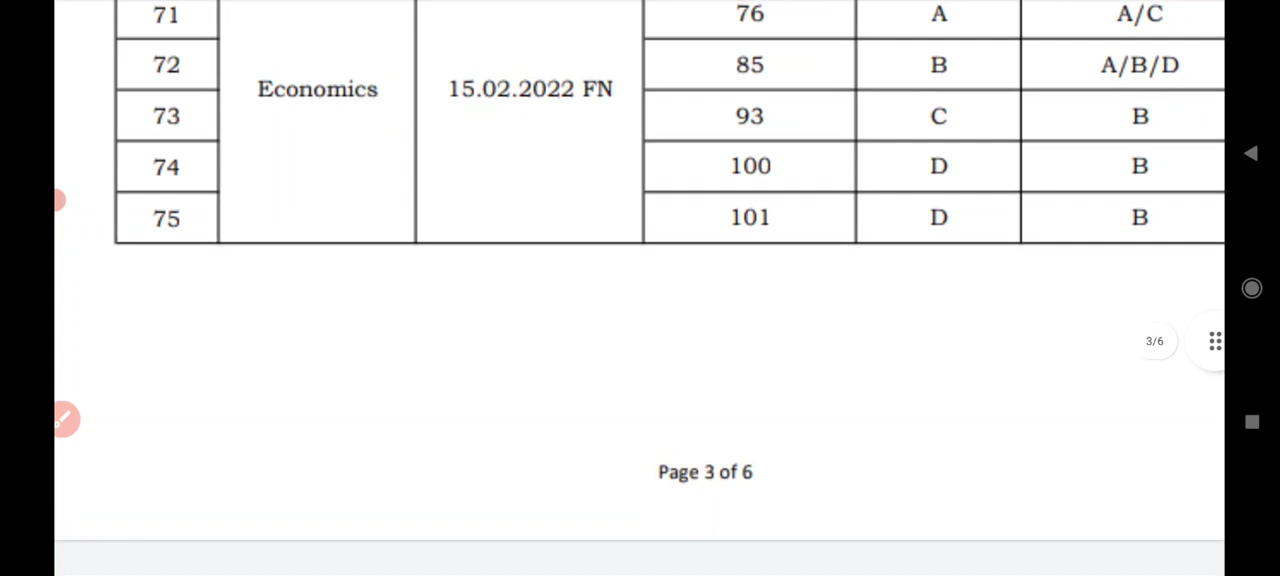 71 76 A A/C
72 85 B A/B/D
Economics 15.02.2022 FN
73 93 C B
74 100 D B
75 101 D B
3/6
Page 3 of 6